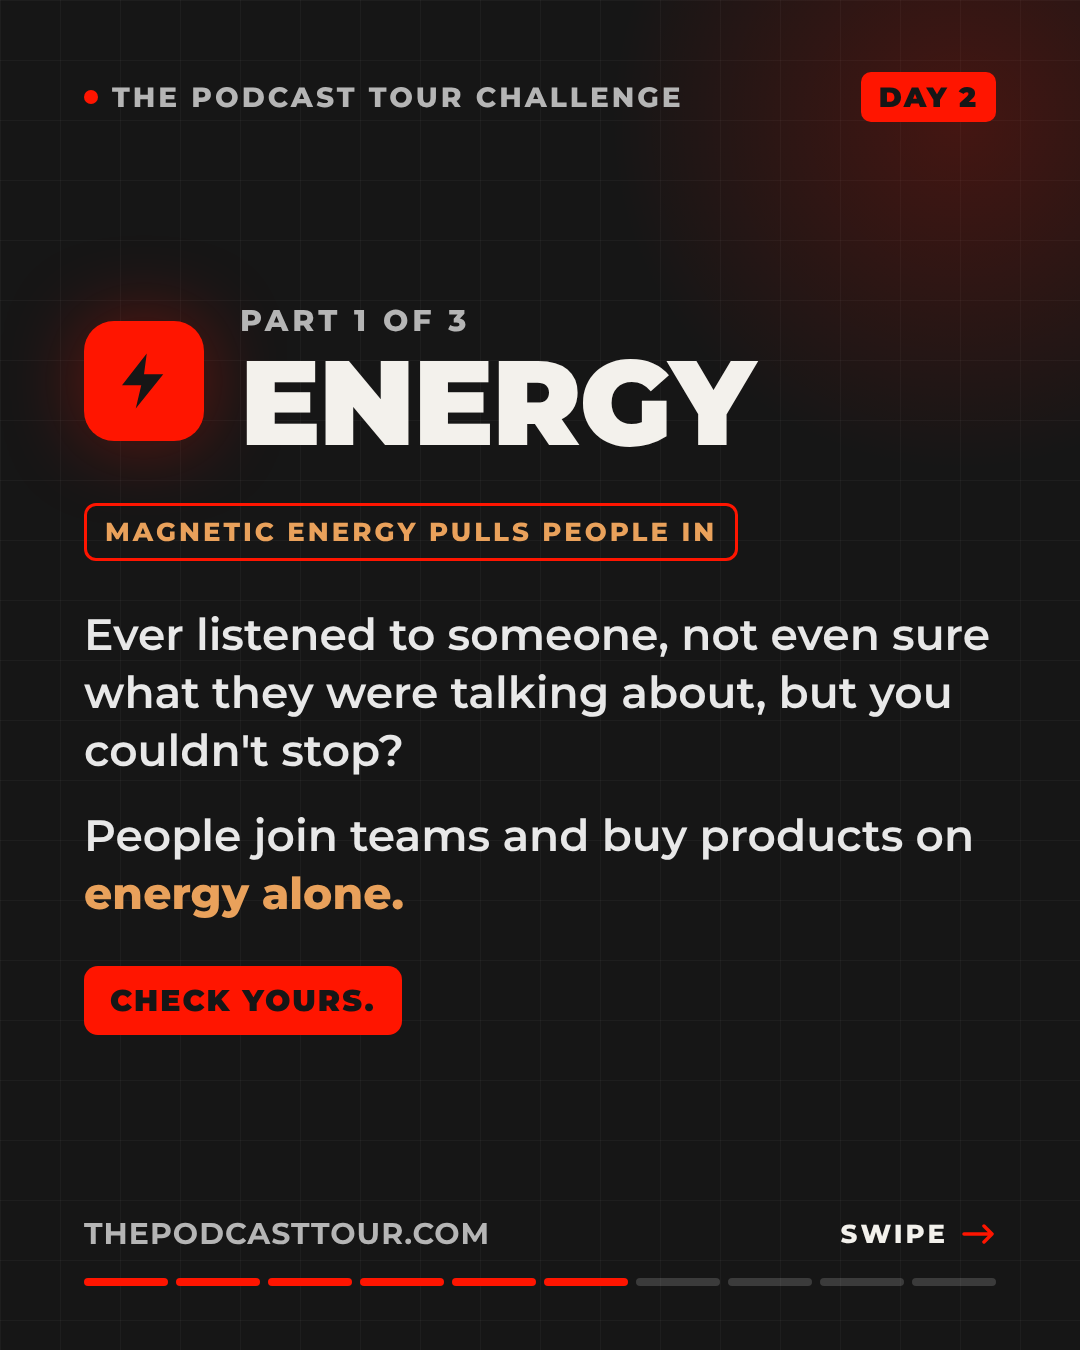 THE PODCAST TOUR CHALLENGE
DAY 2
PART 1 OF 3
ENERGY
MAGNETIC ENERGY PULLS PEOPLE IN
Ever listened to someone, not even sure
what they were talking about, but you
couldn't stop?
People join teams and buy products on
energy alone.
CHECK YOURS.
THEPODCASTTOUR.COM
SWIPE →